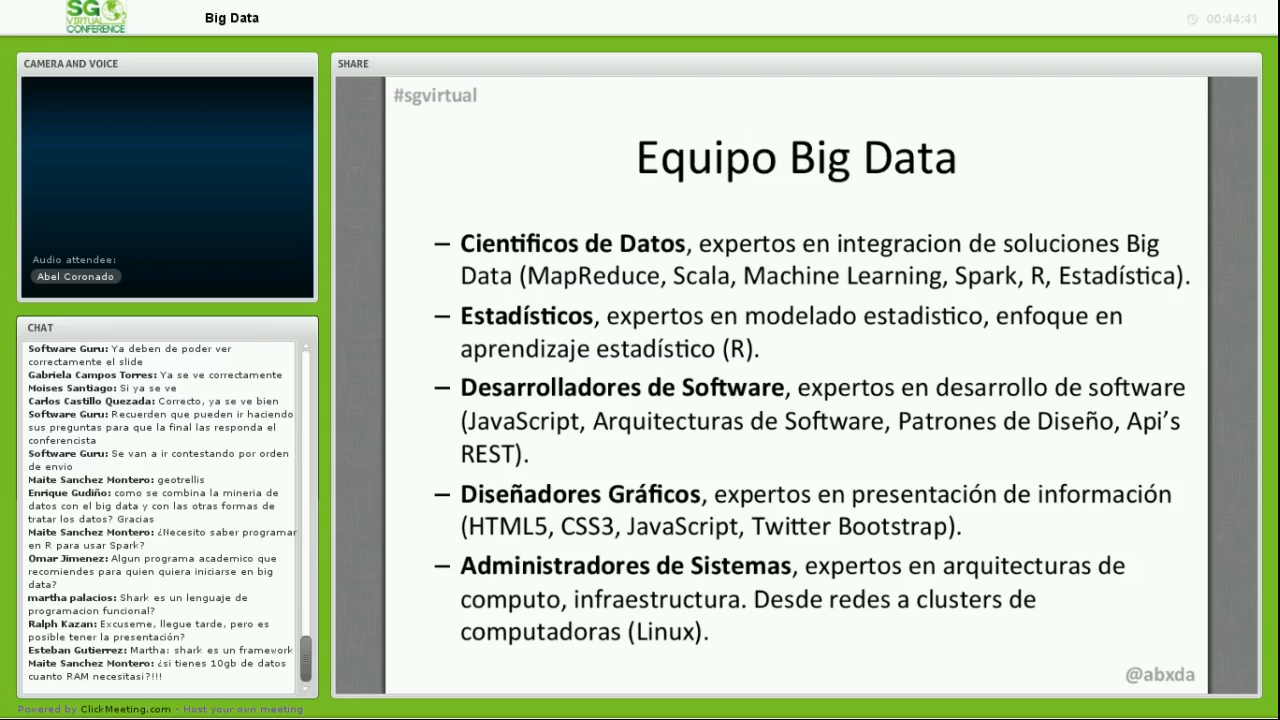 SG
VIRTUAL
CONFERENCE
Big Data
00:44:41
CAMERA AND VOICE
Audio attendee:
Abel Coronado
CHAT
Software Guru: Ya deben de poder ver
correctamente el slide
Gabriela Campos Torres: Ya se ve correctamente
Moises Santiago: Si ya se ve
Carlos Castillo Quezada: Correcto, ya se ve bien
Software Guru: Recuerden que pueden ir haciendo
sus preguntas para que la final las responda el
conferencista
Software Guru: Se van a ir contestando por orden
de envio
Maite Sanchez Montero: geotrellis
Enrique Gudiño: como se combina la mineria de
datos con el big data y con las otras formas de
tratar los datos? Gracias
Maite Sanchez Montero: ¿Necesito saber programar
en R para usar Spark?
Omar Jimenez: Algun programa academico que
recomiendes para quien quiera iniciarse en big
data?
martha palacios: Shark es un lenguaje de
programacion funcional?
Ralph Kazan: Excuseme, llegue tarde, pero es
posible tener la presentación?
Esteban Gutierrez: Martha: shark es un framework
Maite Sanchez Montero: ¿si tienes 10gb de datos
cuanto RAM necesitasi?!!!
SHARE
#sgvirtual
Equipo Big Data
– Científicos de Datos, expertos en integracion de soluciones Big
Data (MapReduce, Scala, Machine Learning, Spark, R, Estadística).
– Estadísticos, expertos en modelado estadistico, enfoque en
aprendizaje estadístico (R).
– Desarrolladores de Software, expertos en desarrollo de software
(JavaScript, Arquitecturas de Software, Patrones de Diseño, Api's
REST).
– Diseñadores Gráficos, expertos en presentación de información
(HTML5, CSS3, JavaScript, Twitter Bootstrap).
– Administradores de Sistemas, expertos en arquitecturas de
computo, infraestructura. Desde redes a clusters de
computadoras (Linux).
@abxda
Powered by ClickMeeting.com - Host your own meeting